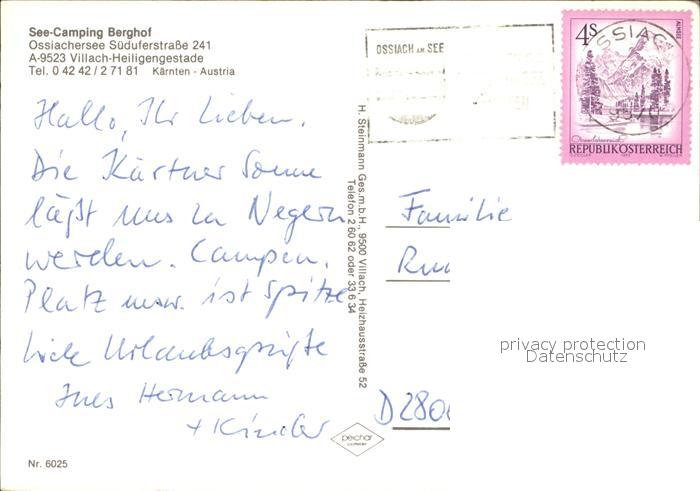 See-Camping Berghof
Ossiachersee Süduferstraße 241
A-9523 Villach-Heiligengestade
Tel. 0 42 42 / 2 71 81 Kärnten - Austria
OSSIACH AM SEE
4S
ALMSEE
OSSIACH
REPUBLIK ÖSTERREICH
Hallo, Ihr Lieben.
Die Kärtner Sonne
läßt uns zu Negern
werden. Campen,
Platz usw. ist Spitze
Viele Urlaubsgrüße
Hermann
+ Kinder
H. Steinmann Ges.m.b.H., 9500 Villach, Heizhausstraße 52
Telefon 2 60 62 oder 33 6 34
Familie
D 280
privacy protection
Datenschutz
peichär
Nr. 6025